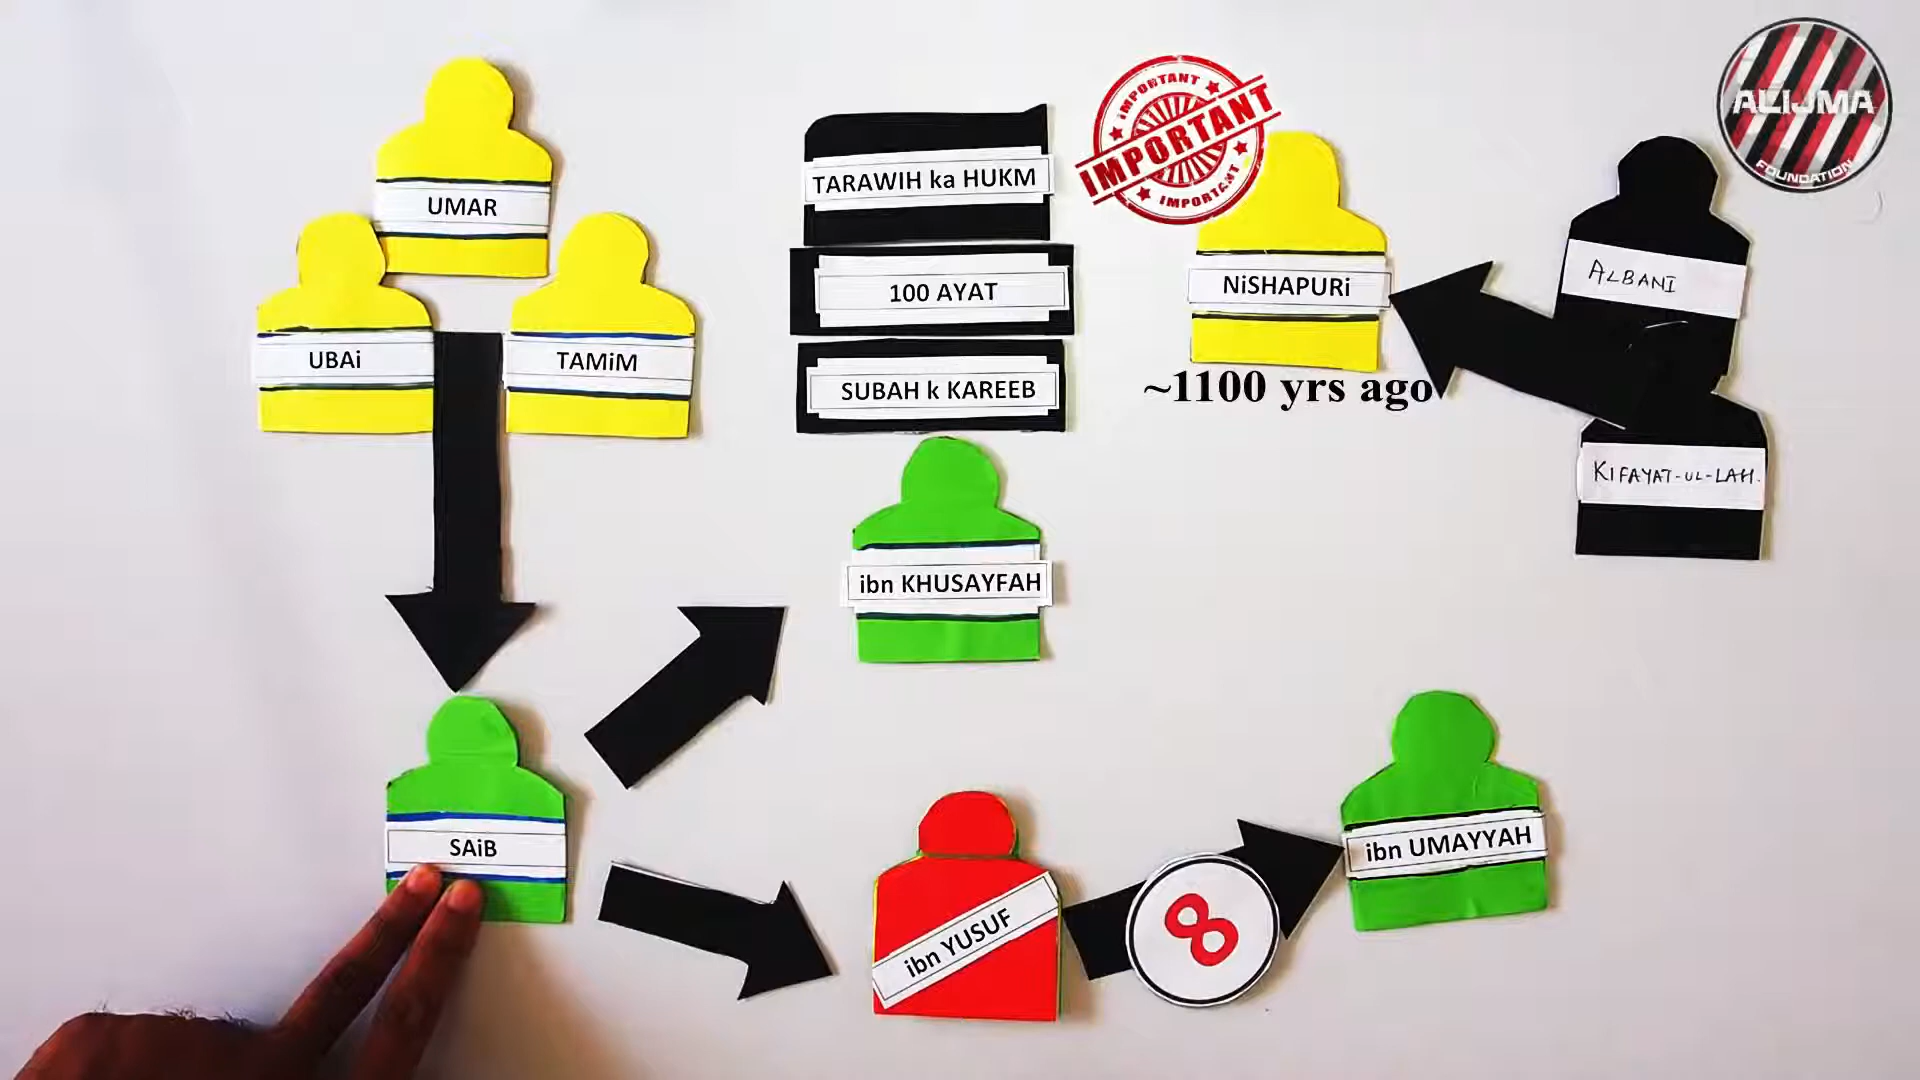 UMAR
UBAi
TAMiM
TARAWIH ka HUKM
100 AYAT
SUBAH k KAREEB
IMPORTANT
IMPORTANT
IMPORTANT
NiSHAPURi
~1100 yrs ago
ALIJMA
FOUNDATION
ALBANI
KIFAYAT-UL-LAH.
ibn KHUSAYFAH
SAiB
ibn YUSUF
8
ibn UMAYYAH